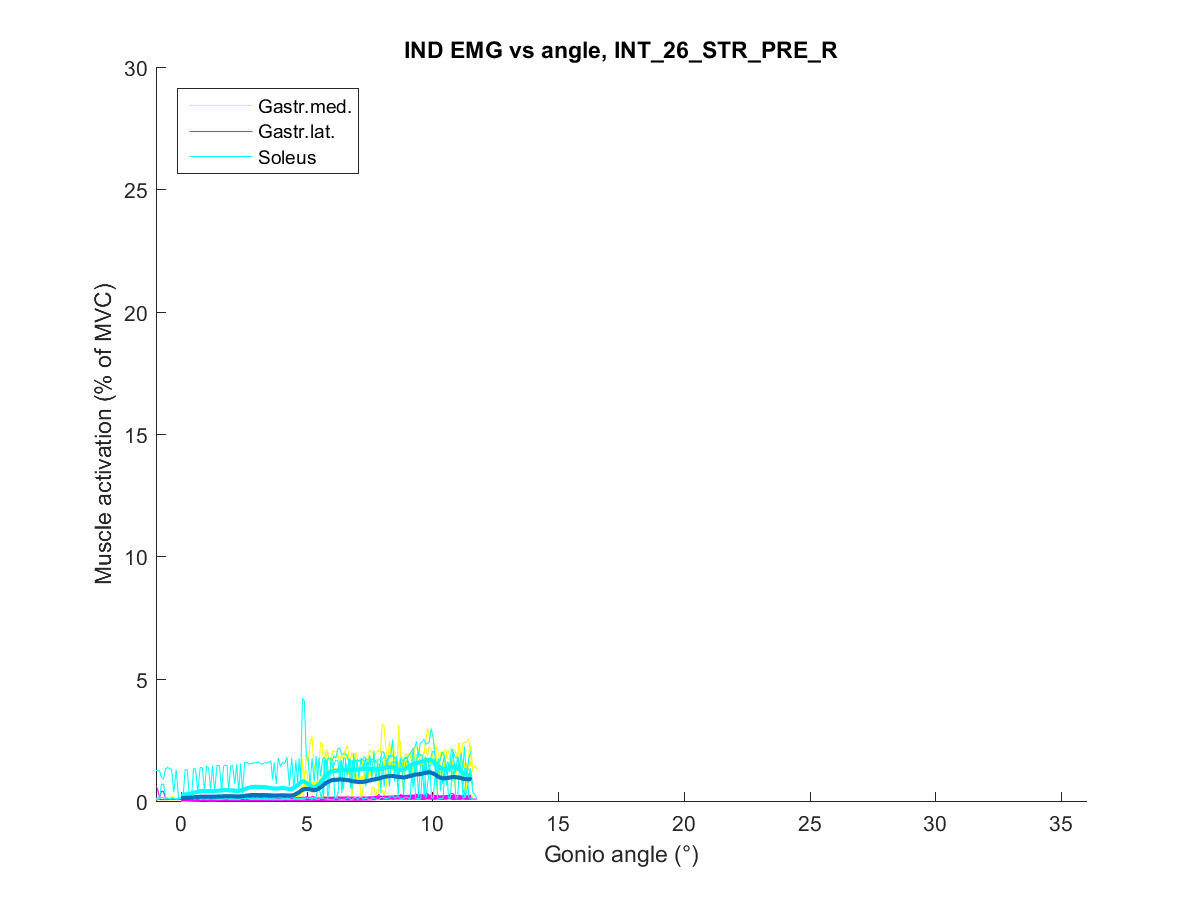 IND EMG vs angle, INT_26_STR_PRE_R
30
25
20
15
10
5
0
Gastr.med.
Gastr.lat.
Soleus
Muscle activation (% of MVC)
0 5 10 15 20 25 30 35
Gonio angle (°)